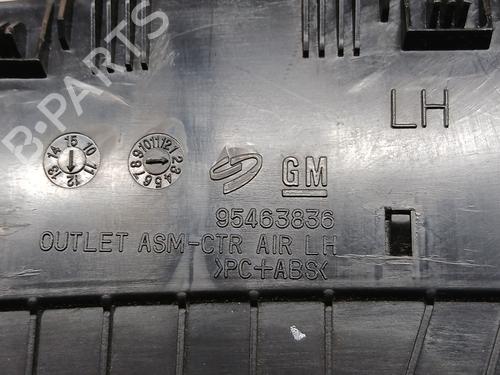 B-PARTS
LH
GM
95463836
OUTLET ASM-CTR AIR LH
>PC+ABS<